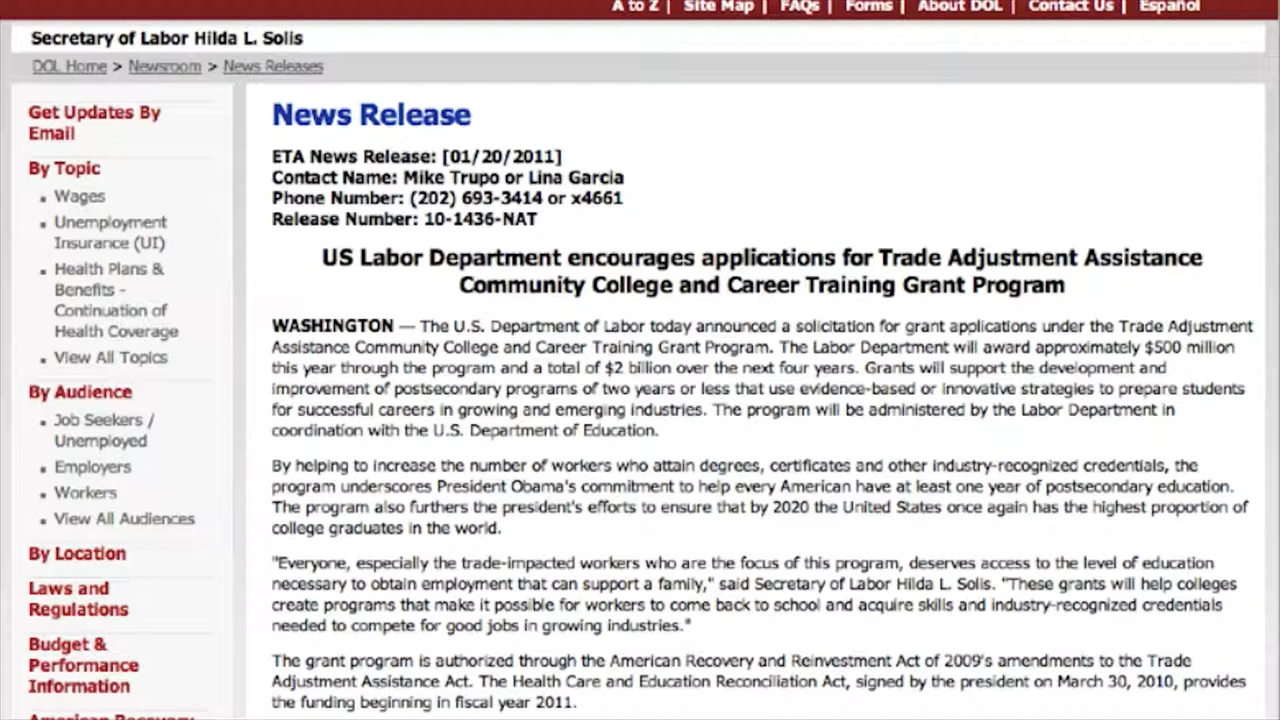 A to Z | Site Map | FAQs | Forms | About DOL | Contact Us | Español
Secretary of Labor Hilda L. Solis
DOL Home > Newsroom > News Releases
Get Updates By
Email
By Topic
Wages
Unemployment
Insurance (UI)
Health Plans &
Benefits -
Continuation of
Health Coverage
View All Topics
By Audience
Job Seekers /
Unemployed
Employers
Workers
View All Audiences
By Location
Laws and
Regulations
Budget &
Performance
Information
American Recovery
News Release
ETA News Release: [01/20/2011]
Contact Name: Mike Trupo or Lina Garcia
Phone Number: (202) 693-3414 or x4661
Release Number: 10-1436-NAT
US Labor Department encourages applications for Trade Adjustment Assistance
Community College and Career Training Grant Program
WASHINGTON — The U.S. Department of Labor today announced a solicitation for grant applications under the Trade Adjustment
Assistance Community College and Career Training Grant Program. The Labor Department will award approximately $500 million
this year through the program and a total of $2 billion over the next four years. Grants will support the development and
improvement of postsecondary programs of two years or less that use evidence-based or innovative strategies to prepare students
for successful careers in growing and emerging industries. The program will be administered by the Labor Department in
coordination with the U.S. Department of Education.
By helping to increase the number of workers who attain degrees, certificates and other industry-recognized credentials, the
program underscores President Obama's commitment to help every American have at least one year of postsecondary education.
The program also furthers the president's efforts to ensure that by 2020 the United States once again has the highest proportion of
college graduates in the world.
"Everyone, especially the trade-impacted workers who are the focus of this program, deserves access to the level of education
necessary to obtain employment that can support a family," said Secretary of Labor Hilda L. Solis. "These grants will help colleges
create programs that make it possible for workers to come back to school and acquire skills and industry-recognized credentials
needed to compete for good jobs in growing industries."
The grant program is authorized through the American Recovery and Reinvestment Act of 2009's amendments to the Trade
Adjustment Assistance Act. The Health Care and Education Reconciliation Act, signed by the president on March 30, 2010, provides
the funding beginning in fiscal year 2011.